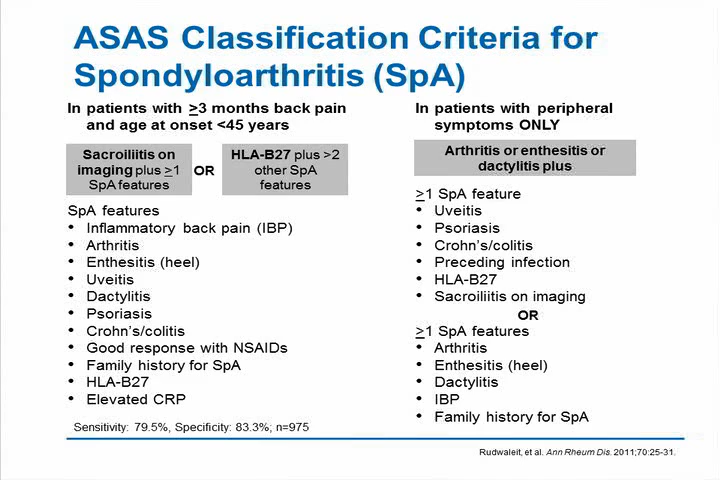 ASAS Classification Criteria for
Spondyloarthritis (SpA)
In patients with ≥3 months back pain
and age at onset <45 years
Sacroiliitis on
imaging plus ≥1
SpA features
OR
HLA-B27 plus >2
other SpA
features
SpA features
• Inflammatory back pain (IBP)
• Arthritis
• Enthesitis (heel)
• Uveitis
• Dactylitis
• Psoriasis
• Crohn's/colitis
• Good response with NSAIDs
• Family history for SpA
• HLA-B27
• Elevated CRP
Sensitivity: 79.5%, Specificity: 83.3%; n=975
In patients with peripheral
symptoms ONLY
Arthritis or enthesitis or
dactylitis plus
≥1 SpA feature
• Uveitis
• Psoriasis
• Crohn's/colitis
• Preceding infection
• HLA-B27
• Sacroiliitis on imaging
OR
≥1 SpA features
• Arthritis
• Enthesitis (heel)
• Dactylitis
• IBP
• Family history for SpA
Rudwaleit, et al. Ann Rheum Dis. 2011;70:25-31.